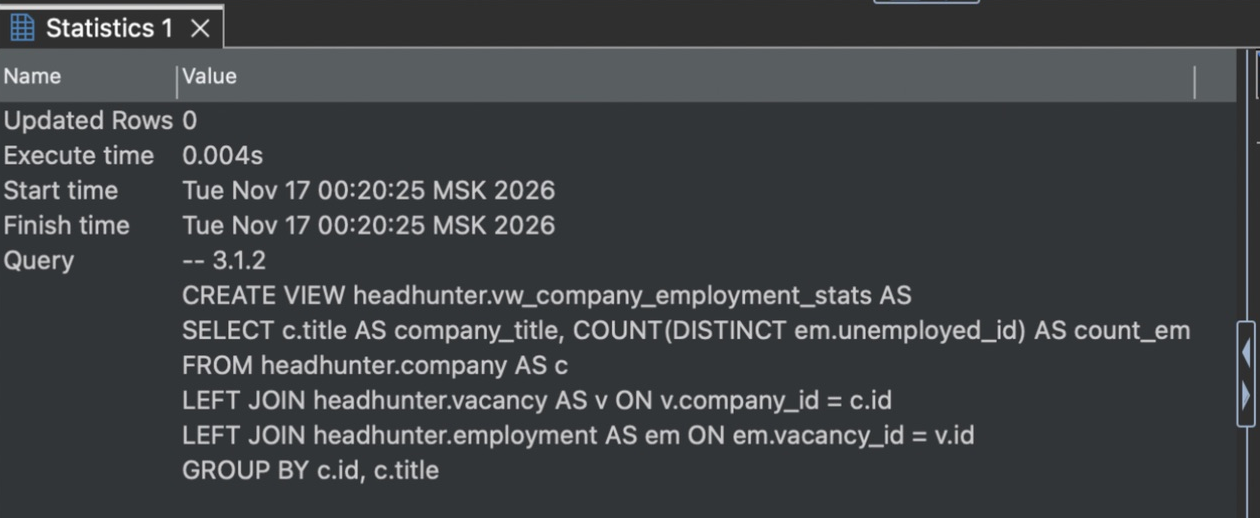 Statistics 1
Name Value
Updated Rows 0
Execute time 0.004s
Start time Tue Nov 17 00:20:25 MSK 2026
Finish time Tue Nov 17 00:20:25 MSK 2026
Query -- 3.1.2
CREATE VIEW headhunter.vw_company_employment_stats AS
SELECT c.title AS company_title, COUNT(DISTINCT em.unemployed_id) AS count_em
FROM headhunter.company AS c
LEFT JOIN headhunter.vacancy AS v ON v.company_id = c.id
LEFT JOIN headhunter.employment AS em ON em.vacancy_id = v.id
GROUP BY c.id, c.title